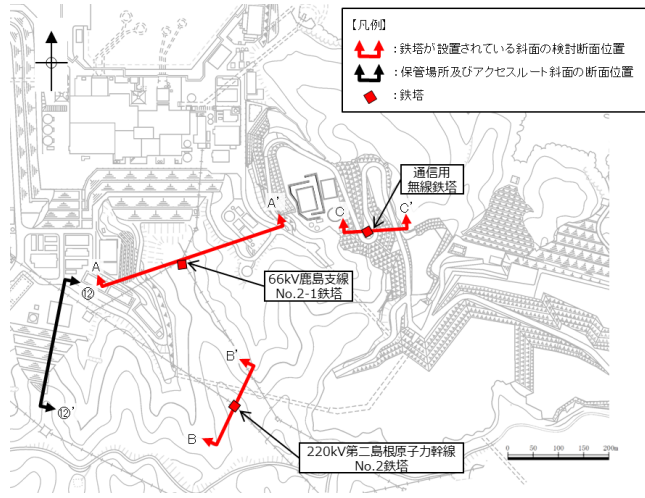 【凡例】
：鉄塔が設置されている斜面の検討断面位置
：保管場所及びアクセスルート斜面の断面位置
：鉄塔
通信用
無線鉄塔
A'
C
C'
A
66kV鹿島支線
No.2-1鉄塔
⑫
B'
⑫'
B
220kV第二島根原子力幹線
No.2鉄塔
0 50 100 150 200m